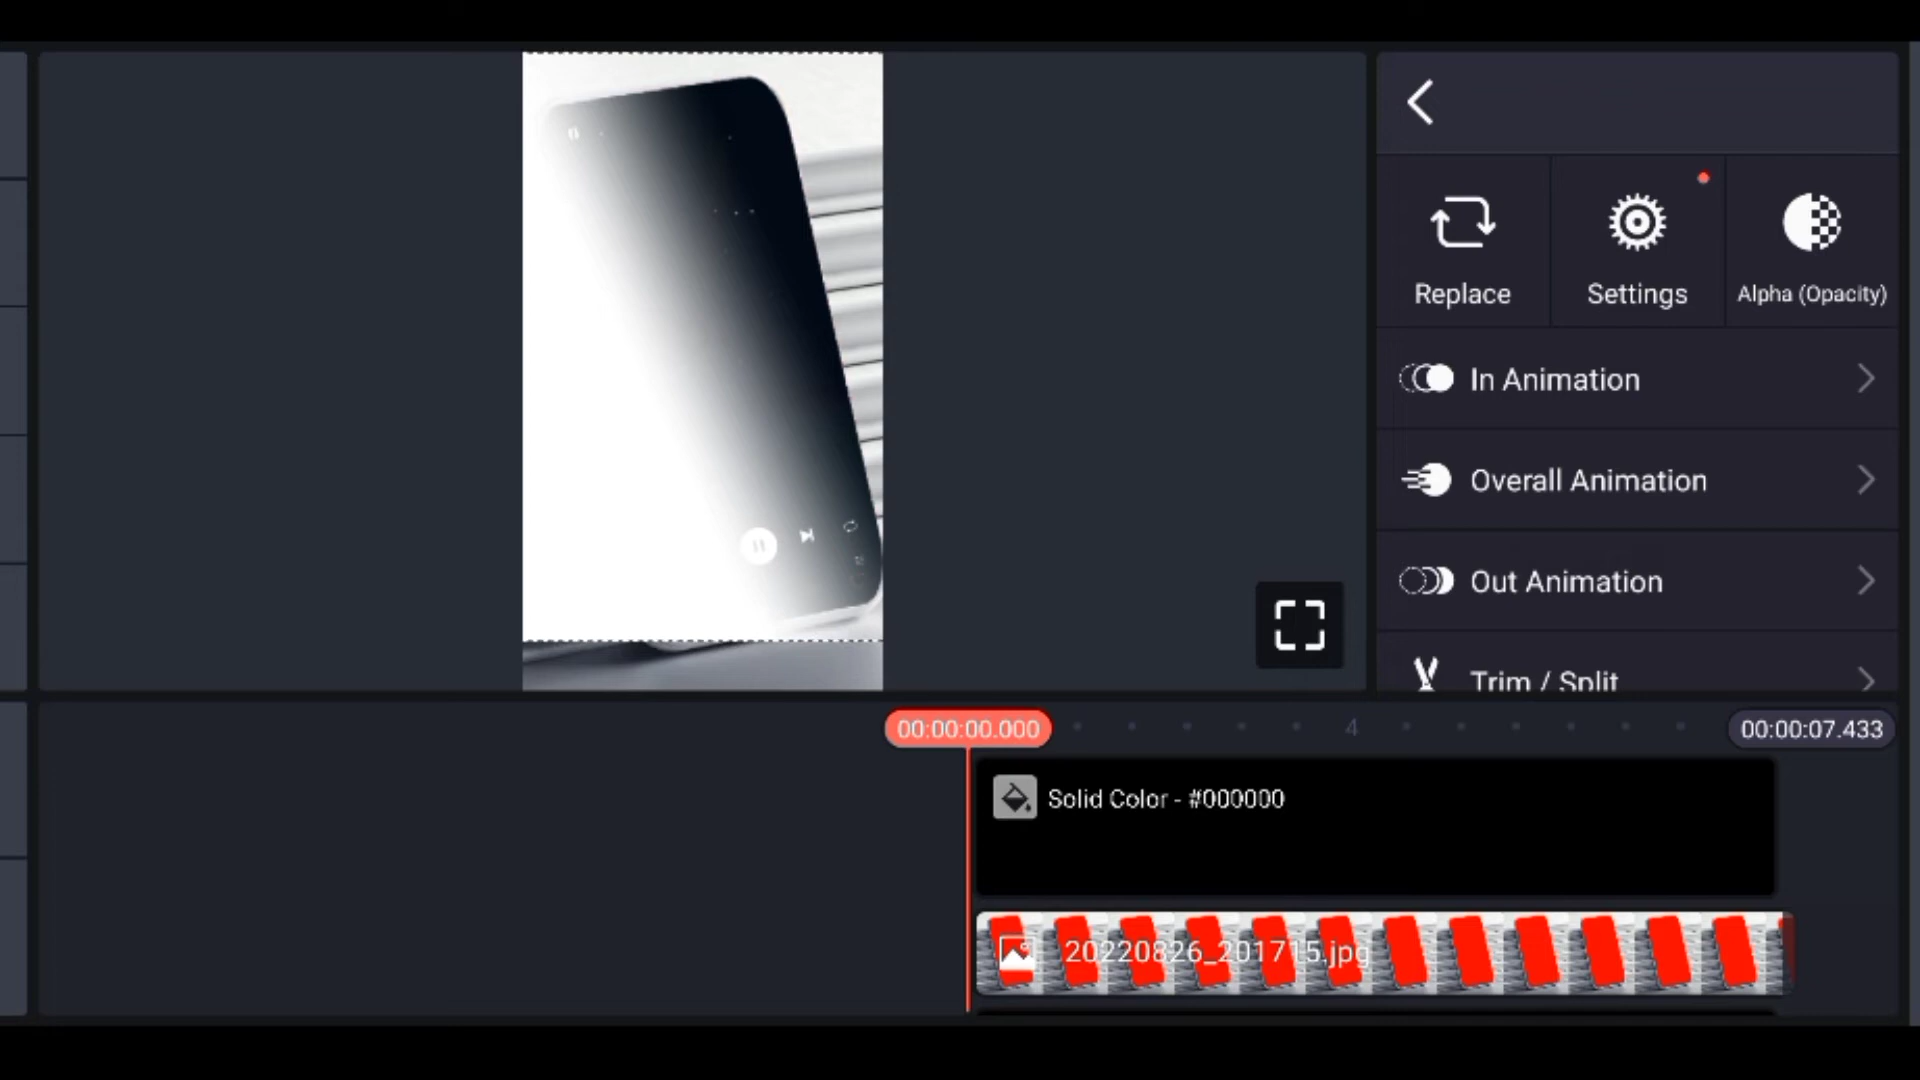 Replace
Settings
Alpha (Opacity)
In Animation
Overall Animation
Out Animation
Trim / Split
00:00:00.000
4
00:00:07.433
Solid Color - #000000
20220826_201715.jpg